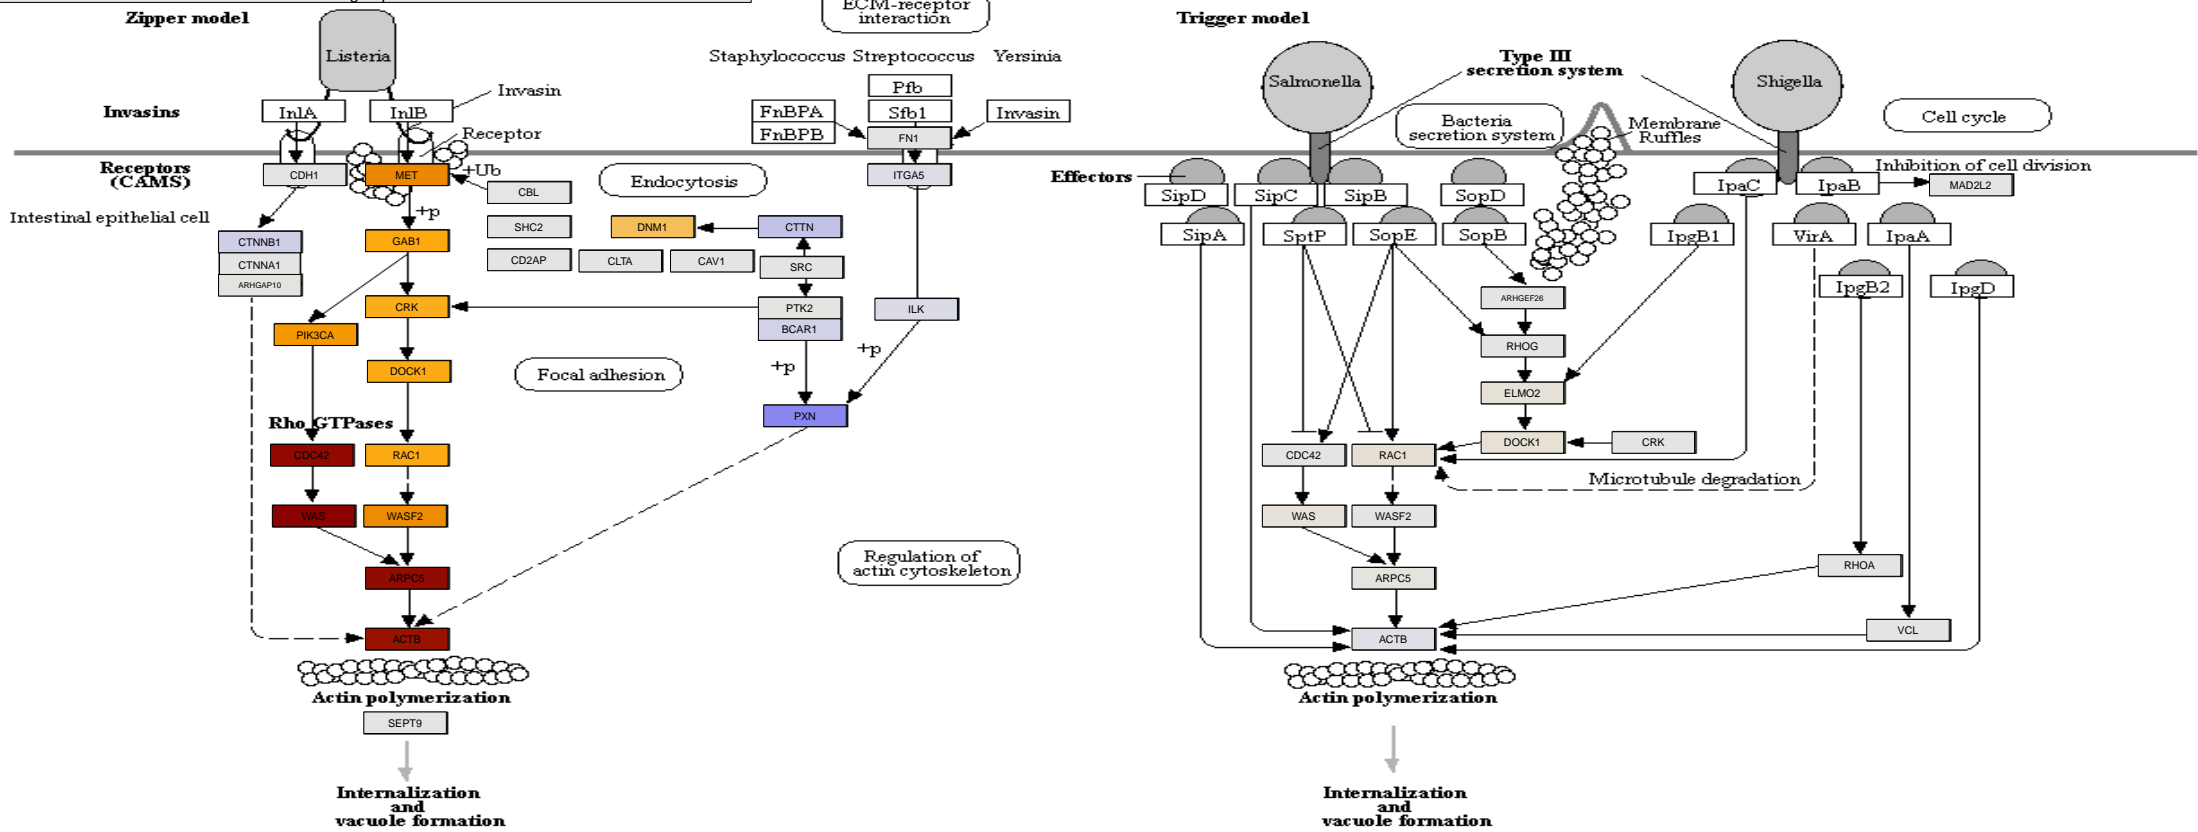 Zipper model
ECM-receptor
interaction
Trigger model
Listeria
Staphylococcus
Streptococcus
Yersinia
Salmonella
Type III
secretion system
Shigella
Invasins
InlA
InlB
Invasin
Receptor
Pfb
FnBPA
FnBPB
Sfb1
Invasin
FN1
Bacteria
secretion system
Membrane
Ruffles
Cell cycle
Receptors
(CAMS)
CDH1
MET
+Ub
CBL
Endocytosis
ITGA5
Effectors
SipD
SipC
SipB
SopD
IpaC
IpaB
Inhibition of cell division
MAD2L2
Intestinal epithelial cell
+p
SHC2
DNM1
CTTN
SipA
SptP
SopE
SopB
IpgB1
VirA
IpaA
CTNNB1
CTNNA1
ARHGAP10
GAB1
CD2AP
CLTA
CAV1
SRC
IpgB2
IpgD
CRK
PTK2
BCAR1
ILK
ARHGEF26
PIK3CA
+p
+p
RHOG
DOCK1
Focal adhesion
ELMO2
PXN
Rho GTPases
DOCK1
CRK
CDC42
RAC1
CDC42
RAC1
Microtubule degradation
WAS
WASF2
WAS
WASF2
Regulation of
actin cytoskeleton
RHOA
ARPC5
ARPC5
ACTB
ACTB
VCL
Actin polymerization
Actin polymerization
SEPT9
Internalization
and
vacuole formation
Internalization
and
vacuole formation